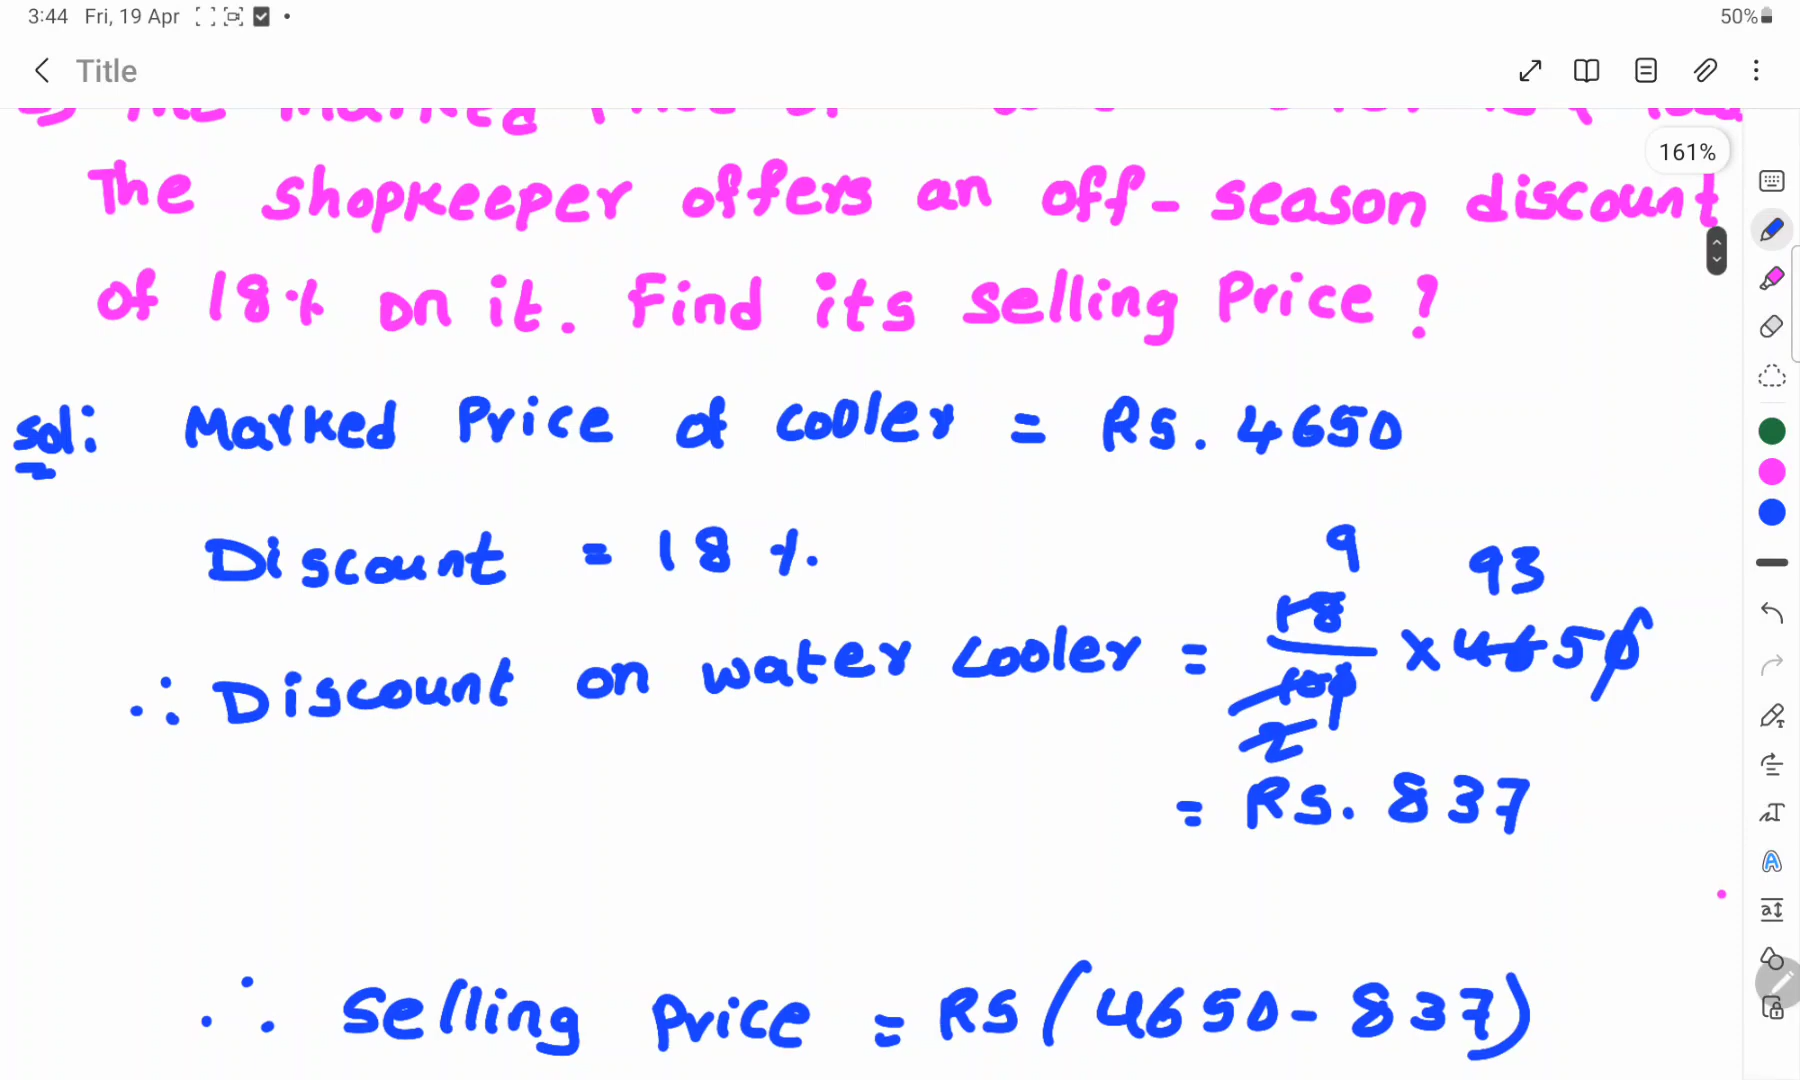 3:44 Fri, 19 Apr
50%
Title
161%
The shopkeeper offers an off-season discount
of 18% on it. Find its selling Price?
Sol: Marked Price of cooler = Rs. 4650
Discount = 18%.
9 93
∴ Discount on water cooler = 18/100 × 4650
2
= Rs. 837
∴ Selling Price = RS (4650-837)